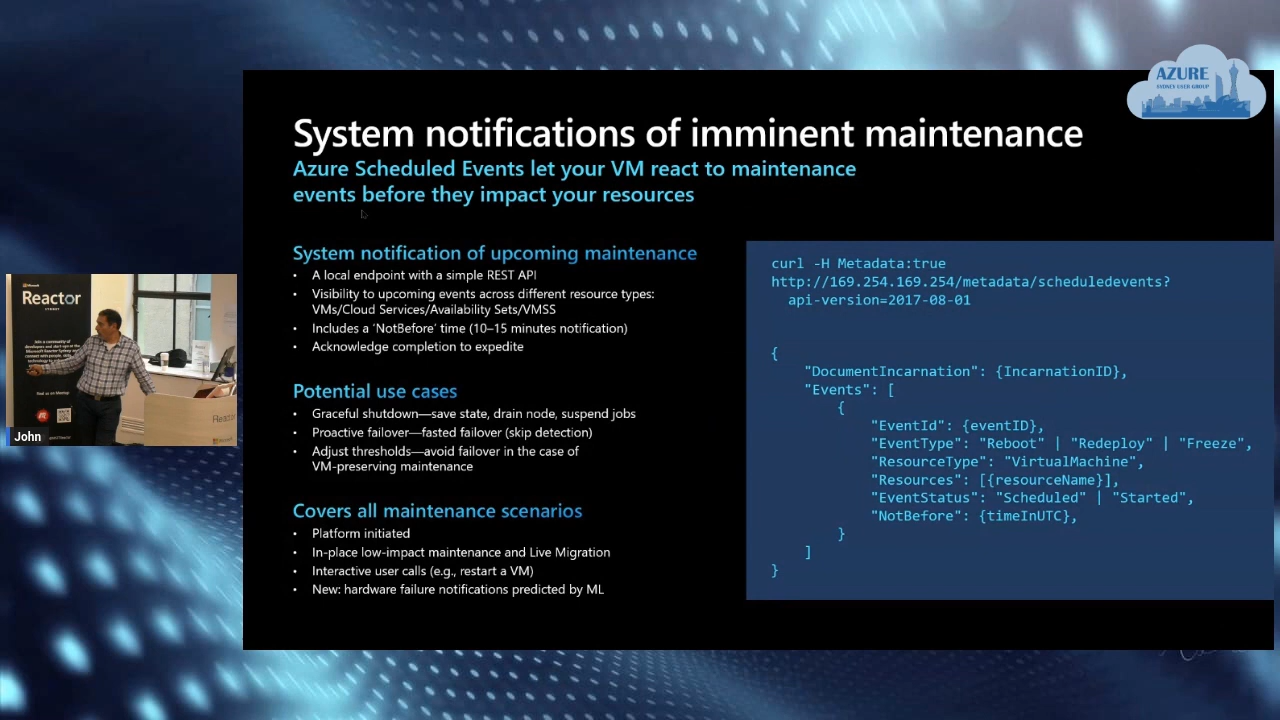 AZURE
SYDNEY USER GROUP
System notifications of imminent maintenance
Azure Scheduled Events let your VM react to maintenance
events before they impact your resources
System notification of upcoming maintenance
• A local endpoint with a simple REST API
• Visibility to upcoming events across different resource types:
VMs/Cloud Services/Availability Sets/VMSS
• Includes a ‘NotBefore’ time (10–15 minutes notification)
• Acknowledge completion to expedite
Potential use cases
• Graceful shutdown—save state, drain node, suspend jobs
• Proactive failover—fasted failover (skip detection)
• Adjust thresholds—avoid failover in the case of
VM-preserving maintenance
Covers all maintenance scenarios
• Platform initiated
• In-place low-impact maintenance and Live Migration
• Interactive user calls (e.g., restart a VM)
• New: hardware failure notifications predicted by ML
curl -H Metadata:true
http://169.254.169.254/metadata/scheduledevents?
api-version=2017-08-01
{
"DocumentIncarnation": {IncarnationID},
"Events": [
{
"EventId": {eventID},
"EventType": "Reboot" | "Redeploy" | "Freeze",
"ResourceType": "VirtualMachine",
"Resources": [{resourceName}],
"EventStatus": "Scheduled" | "Started",
"NotBefore": {timeInUTC},
}
]
}
Microsoft
Reactor
SYDNEY
John